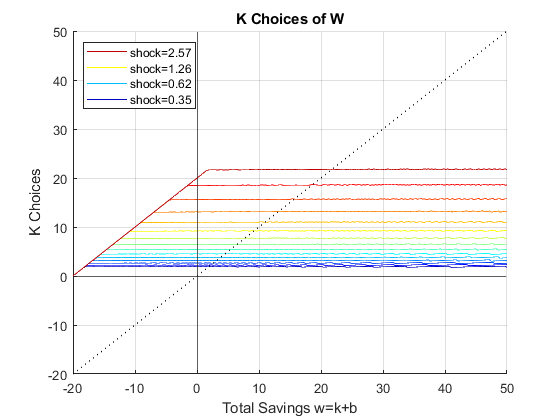 K Choices of W
50
40
30
20
10
0
-10
-20
K Choices
shock=2.57
shock=1.26
shock=0.62
shock=0.35
-20
-10
0
10
20
30
40
50
Total Savings w=k+b